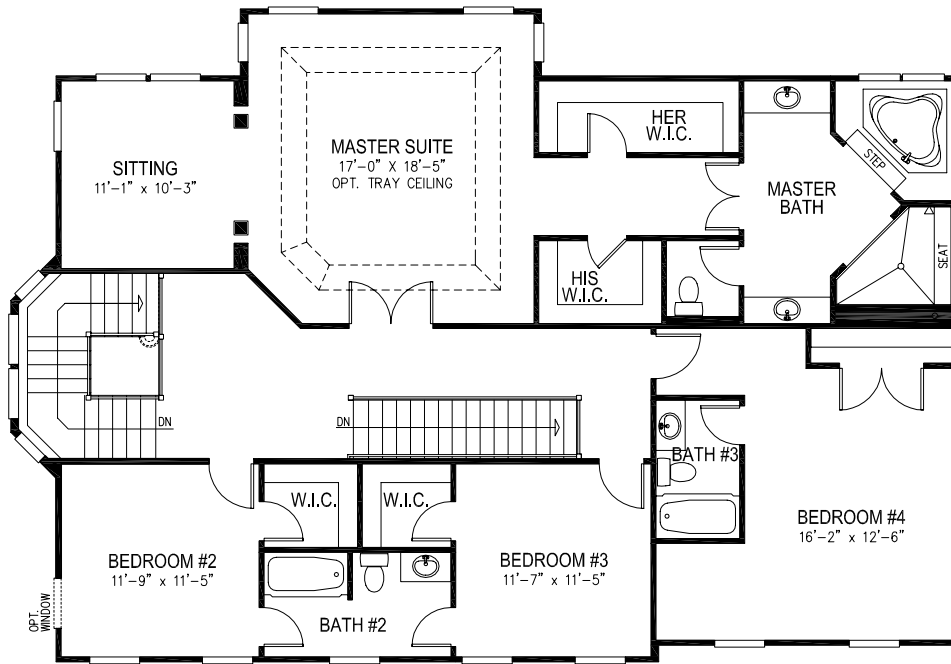 HER
W.I.C.
MASTER SUITE
17'-0" X 18'-5"
OPT. TRAY CEILING
SITTING
11'-1" x 10'-3"
STEP
MASTER
BATH
SEAT
HIS
W.I.C.
DN
DN
BATH #3
W.I.C.
W.I.C.
BEDROOM #4
16'-2" x 12'-6"
BEDROOM #2
11'-9" x 11'-5"
BEDROOM #3
11'-7" x 11'-5"
OPT.
WINDOW
BATH #2